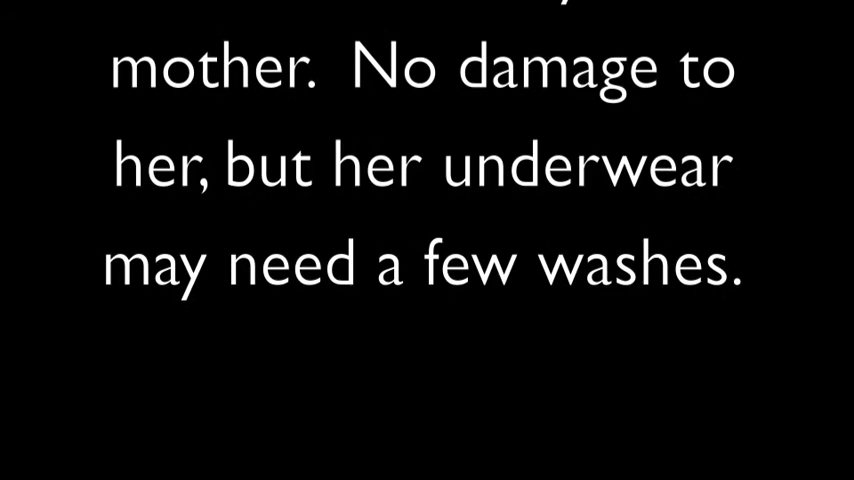 mother.  No damage to
her, but her underwear
may need a few washes.